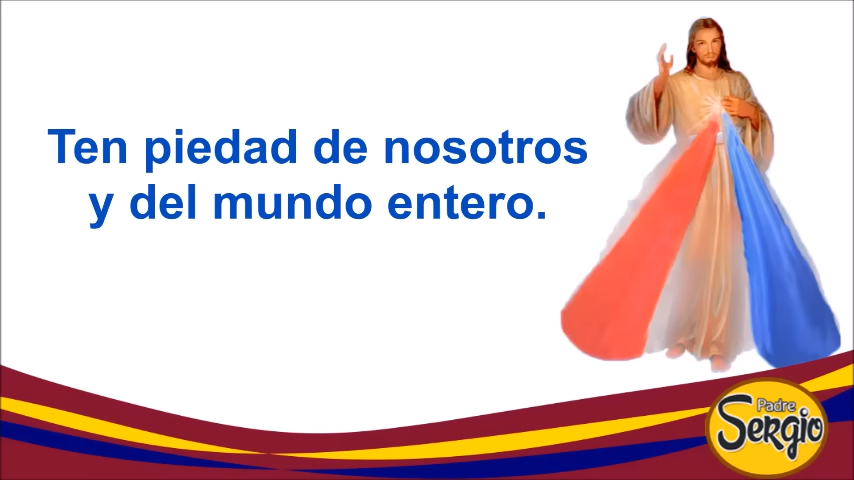 Ten piedad de nosotros
y del mundo entero.
Padre
Sergio